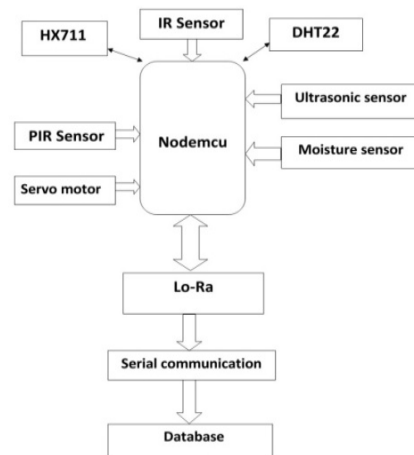 IR Sensor
HX711
DHT22
Ultrasonic sensor
PIR Sensor
Nodemcu
Moisture sensor
Servo motor
Lo-Ra
Serial communication
Database